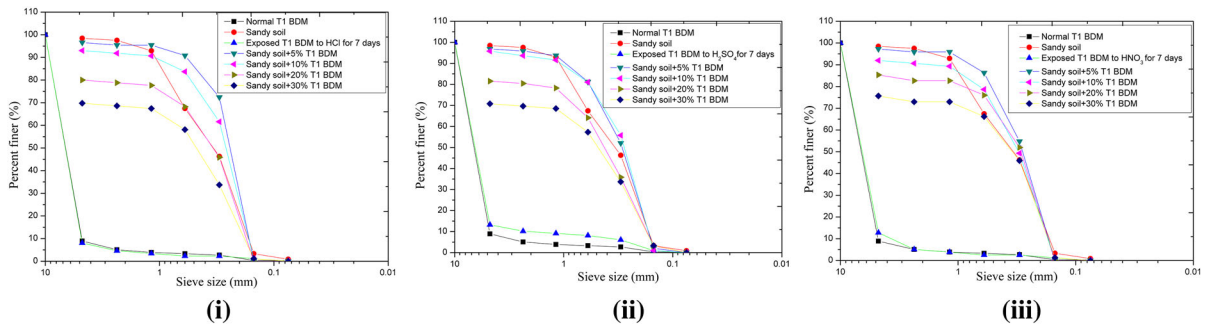 Percent finer (%)
110
100
90
80
70
60
50
40
30
20
10
0
Normal T1 BDM
Sandy soil
Exposed T1 BDM to HCl for 7 days
Sandy soil+5% T1 BDM
Sandy soil+10% T1 BDM
Sandy soil+20% T1 BDM
Sandy soil+30% T1 BDM
10
1
0.1
0.01
Sieve size (mm)
(i)
Percent finer (%)
110
100
90
80
70
60
50
40
30
20
10
0
Normal T1 BDM
Sandy soil
Exposed T1 BDM to H₂SO₄ for 7 days
Sandy soil+5% T1 BDM
Sandy soil+10% T1 BDM
Sandy soil+20% T1 BDM
Sandy soil+30% T1 BDM
10
1
0.1
0.01
Sieve size (mm)
(ii)
Percent finer (%)
110
100
90
80
70
60
50
40
30
20
10
0
Normal T1 BDM
Sandy soil
Exposed T1 BDM to HNO₃ for 7 days
Sandy soil+5% T1 BDM
Sandy soil+10% T1 BDM
Sandy soil+20% T1 BDM
Sandy soil+30% T1 BDM
10
1
0.1
0.01
Sieve size (mm)
(iii)